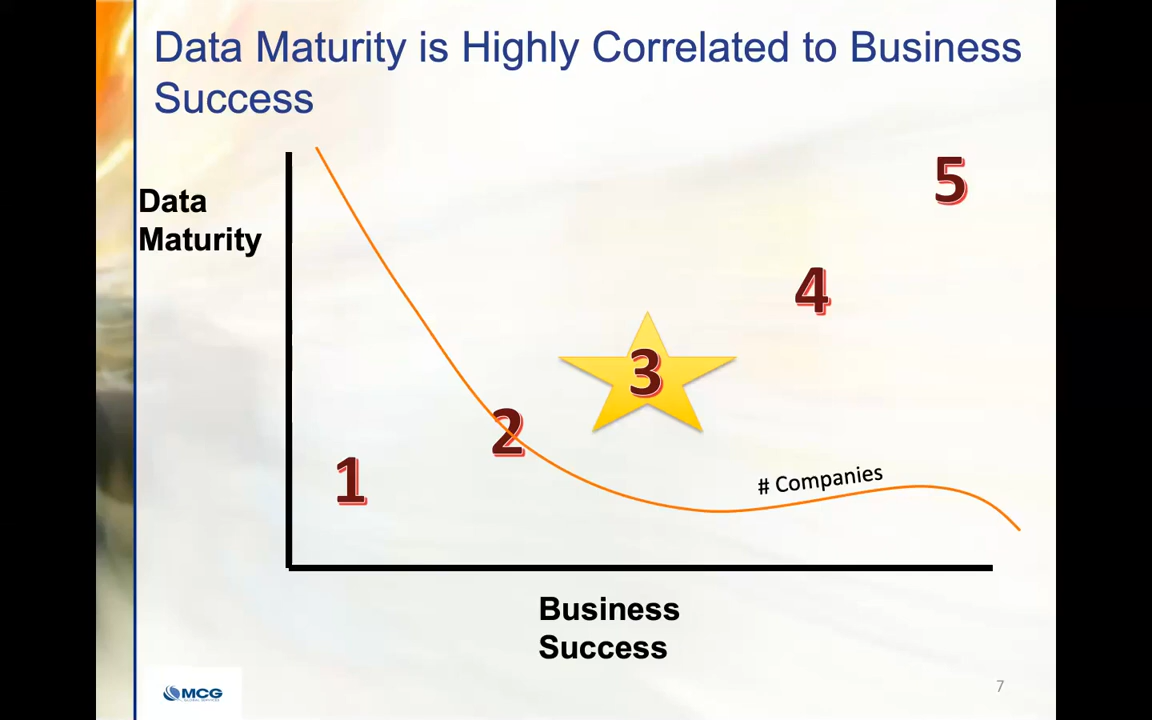 Data Maturity is Highly Correlated to Business
Success
Data
Maturity
5
4
3
2
1
# Companies
Business
Success
MCG
7